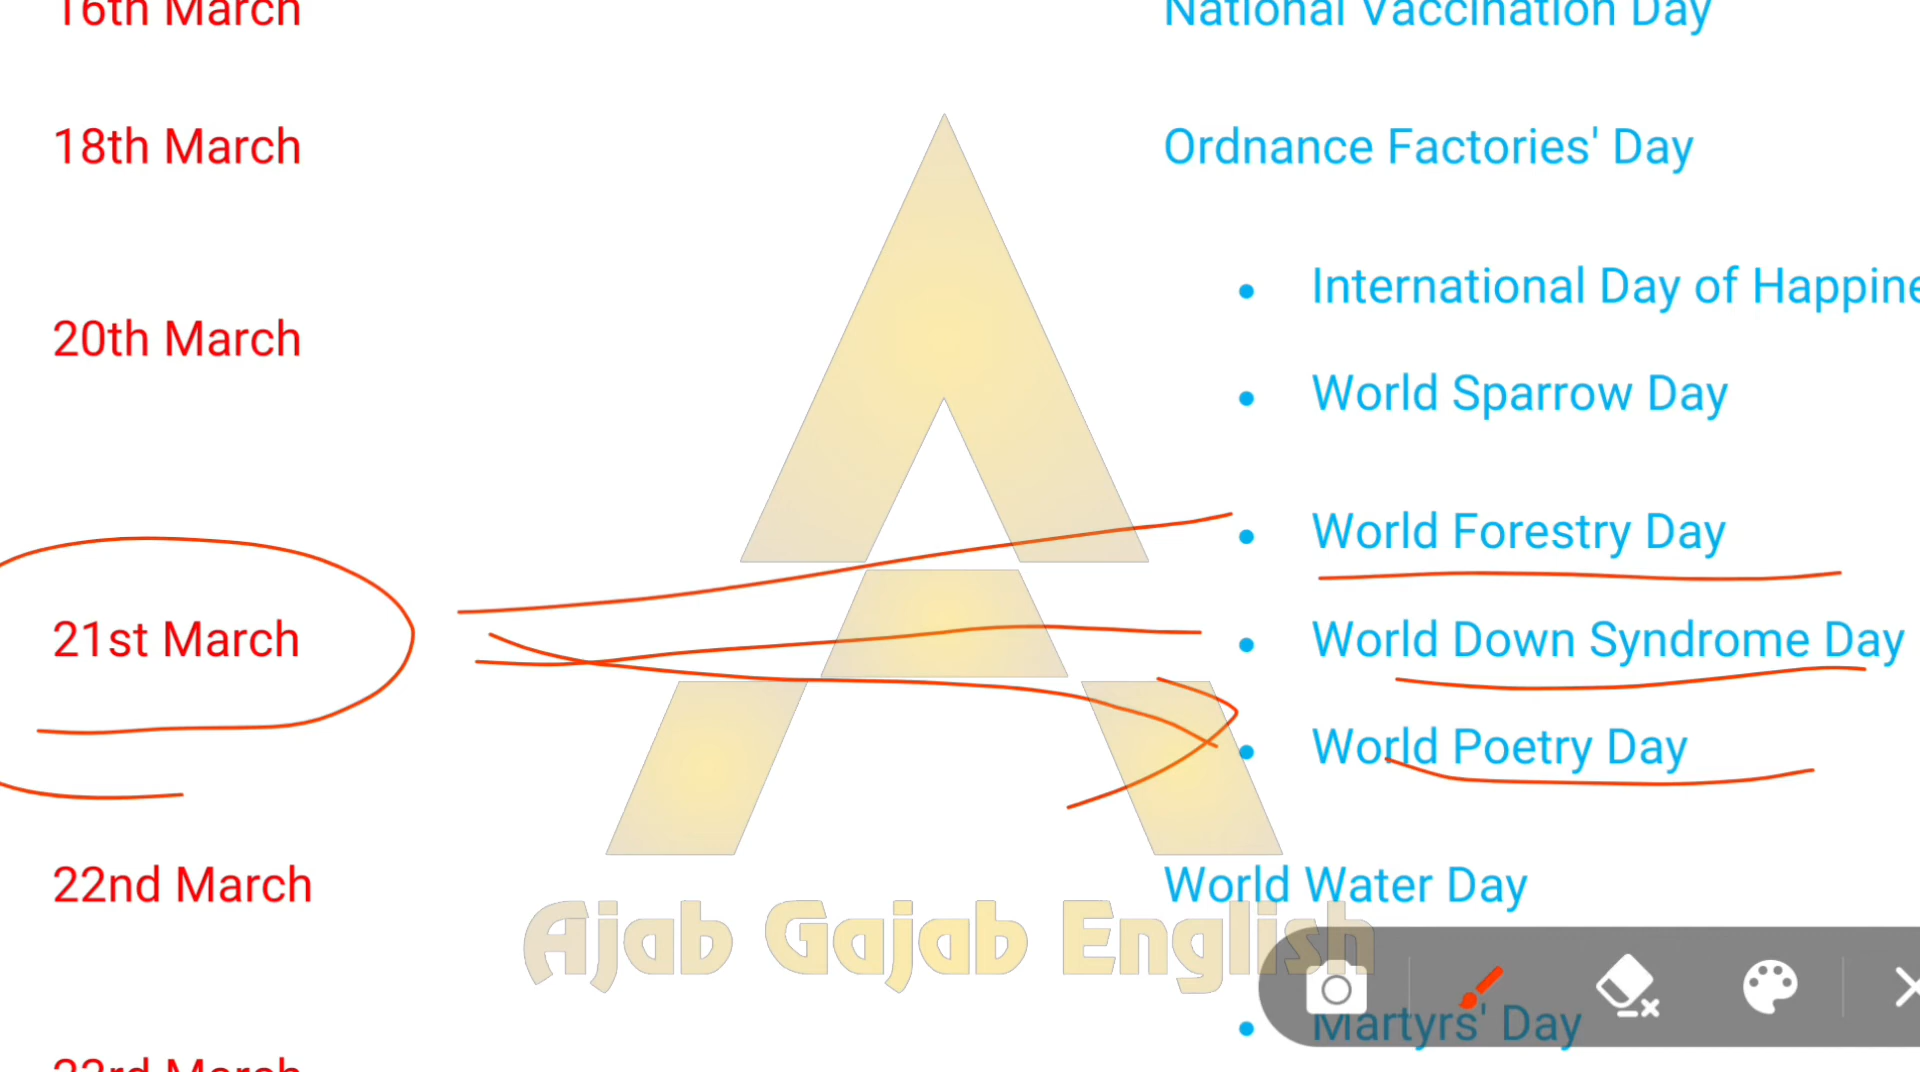 16th March National Vaccination Day
18th March Ordnance Factories' Day
International Day of Happine
20th March
World Sparrow Day
World Forestry Day
21st March World Down Syndrome Day
World Poetry Day
22nd March World Water Day
Ajab Gajab English
Martyrs' Day
23rd March